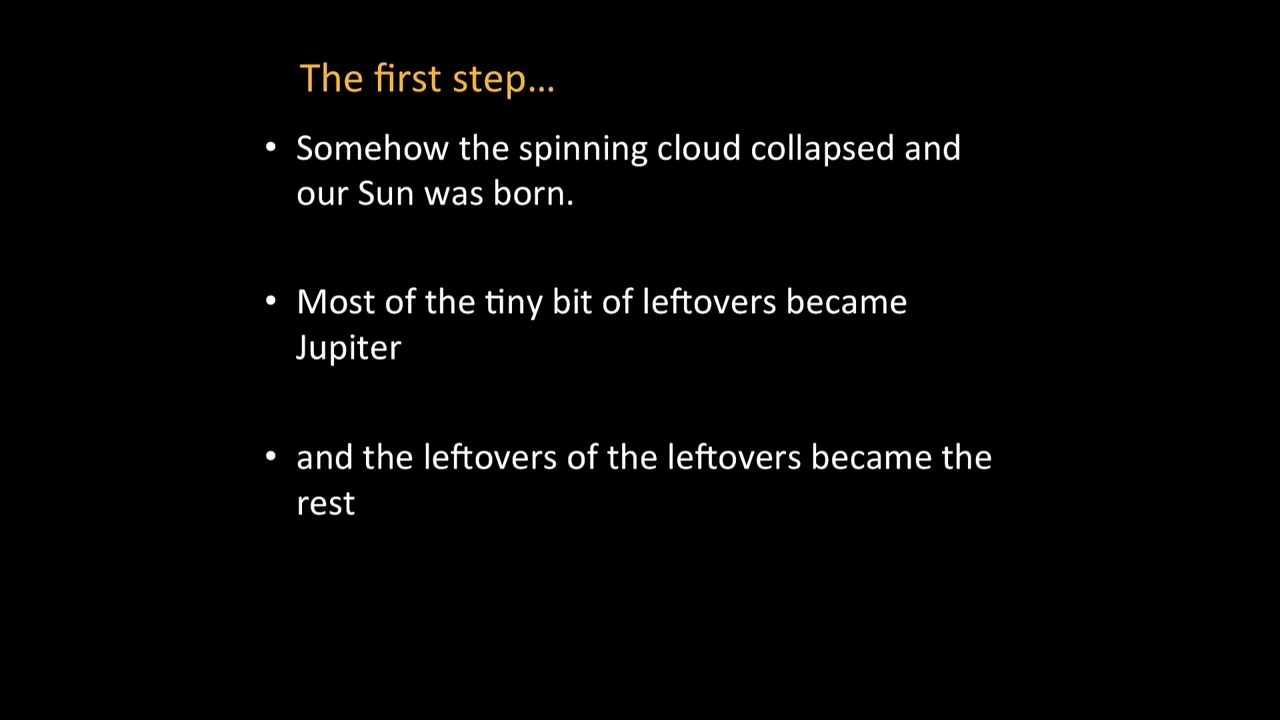 The first step...
• Somehow the spinning cloud collapsed and
our Sun was born.
• Most of the tiny bit of leftovers became
Jupiter
• and the leftovers of the leftovers became the
rest